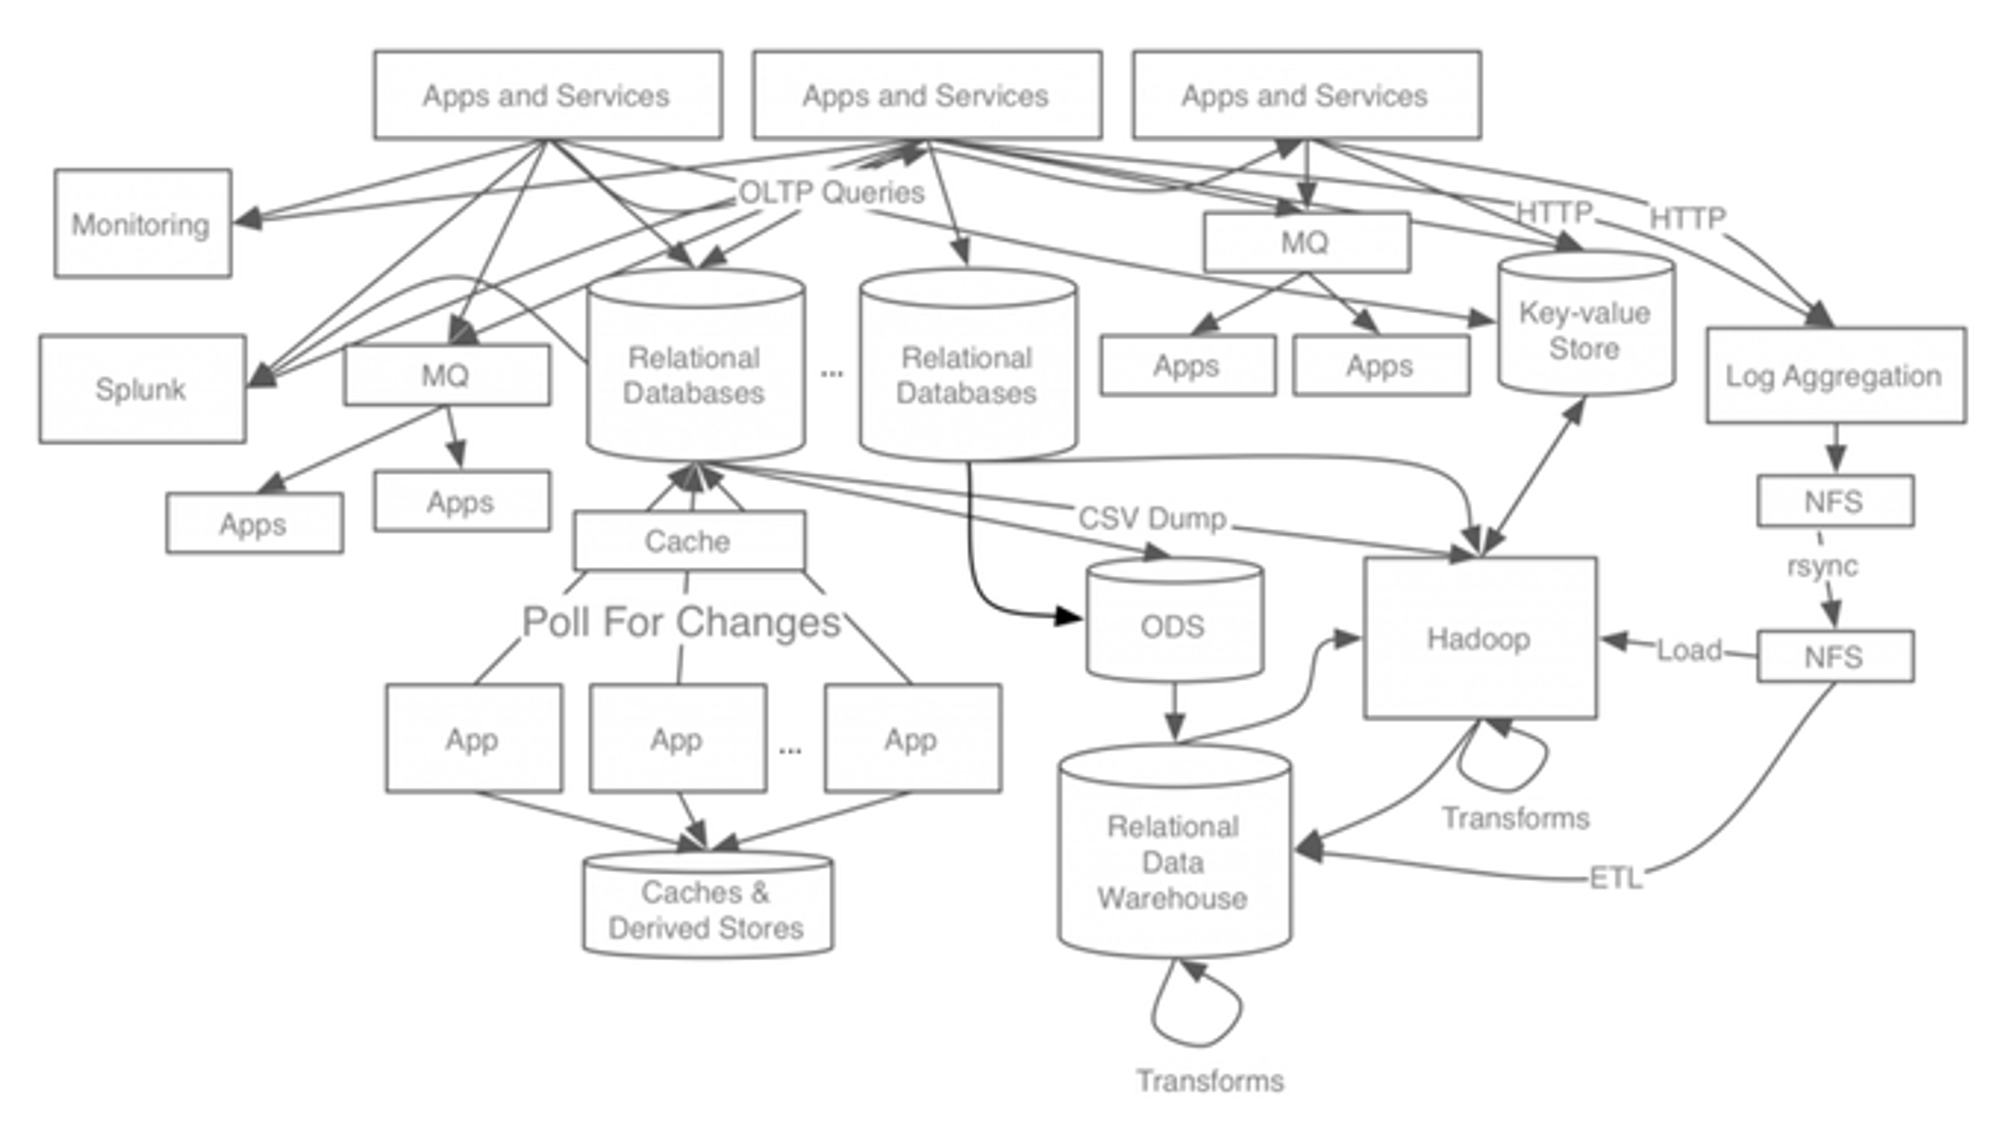 Apps and Services
Apps and Services
Apps and Services
Monitoring
OLTP Queries
HTTP
HTTP
MQ
Splunk
MQ
Relational
Databases
...
Relational
Databases
Apps
Apps
Key-value
Store
Log Aggregation
Apps
Apps
Cache
CSV Dump
NFS
rsync
Poll For Changes
ODS
Hadoop
Load
NFS
App
App
...
App
Transforms
Relational
Data
Warehouse
ETL
Caches &
Derived Stores
Transforms